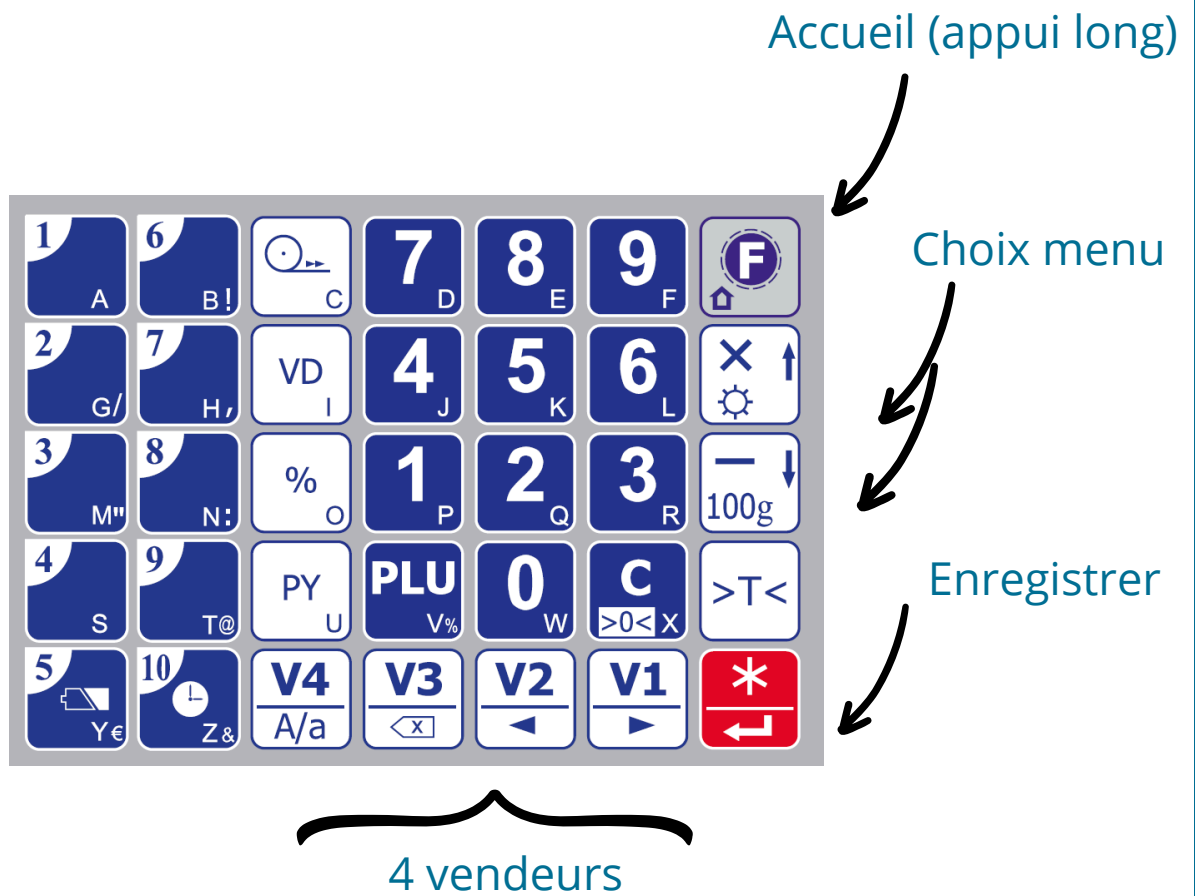 Accueil (appui long)
Choix menu
1 A 6 B! C 7 D 8 E 9 F F
2 G/ 7 H, VD I 4 J 5 K 6 L × ↑
3 M" 8 N: % O 1 P 2 Q 3 R — ↓ 100g
4 S 9 T@ PY U PLU V% 0 W C >0< X >T<
5 Y€ 10 Z& V4 A/a V3 x V2 ◄ V1 ► *
Enregistrer
4 vendeurs